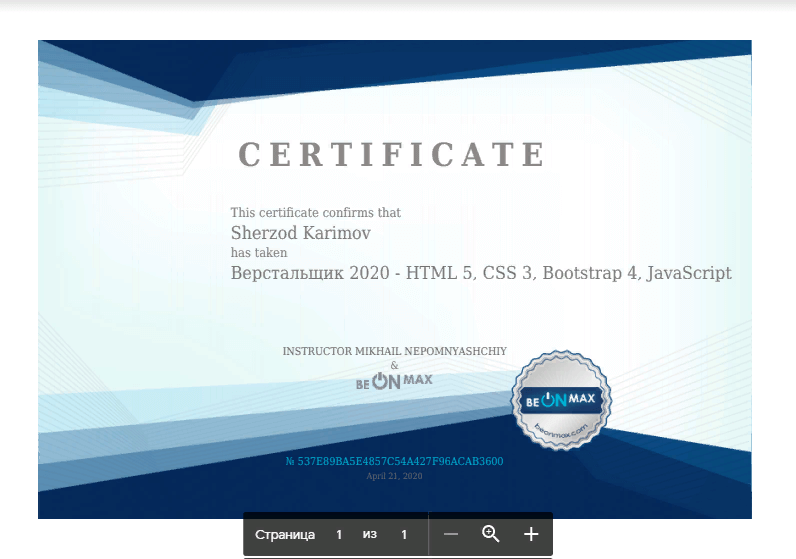 CERTIFICATE
This certificate confirms that
Sherzod Karimov
has taken
Верстальщик 2020 - HTML 5, CSS 3, Bootstrap 4, JavaScript
INSTRUCTOR MIKHAIL NEPOMNYASHCHIY
&
BE ON MAX
BE ON MAX
beonmax.com
№ 537E89BA5E4857C54A427F96ACAB3600
April 21, 2020
Страница 1 из 1